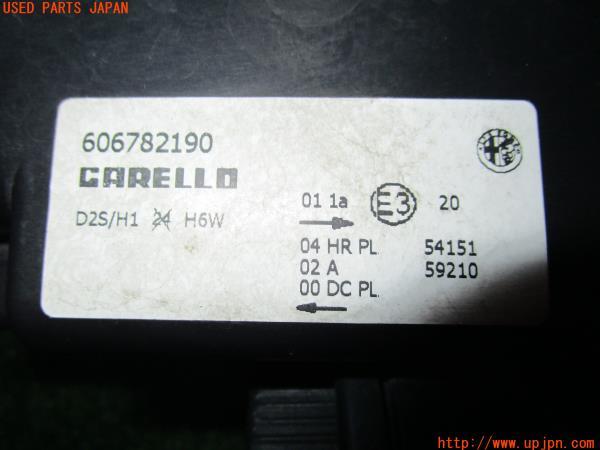 USED PARTS JAPAN
606782190
CARELLO
D2S/H1 24 H6W
01 1a E3 20
04 HR PL 54151
02 A 59210
00 DC PL
UPJ
http://www.upjpn.com/